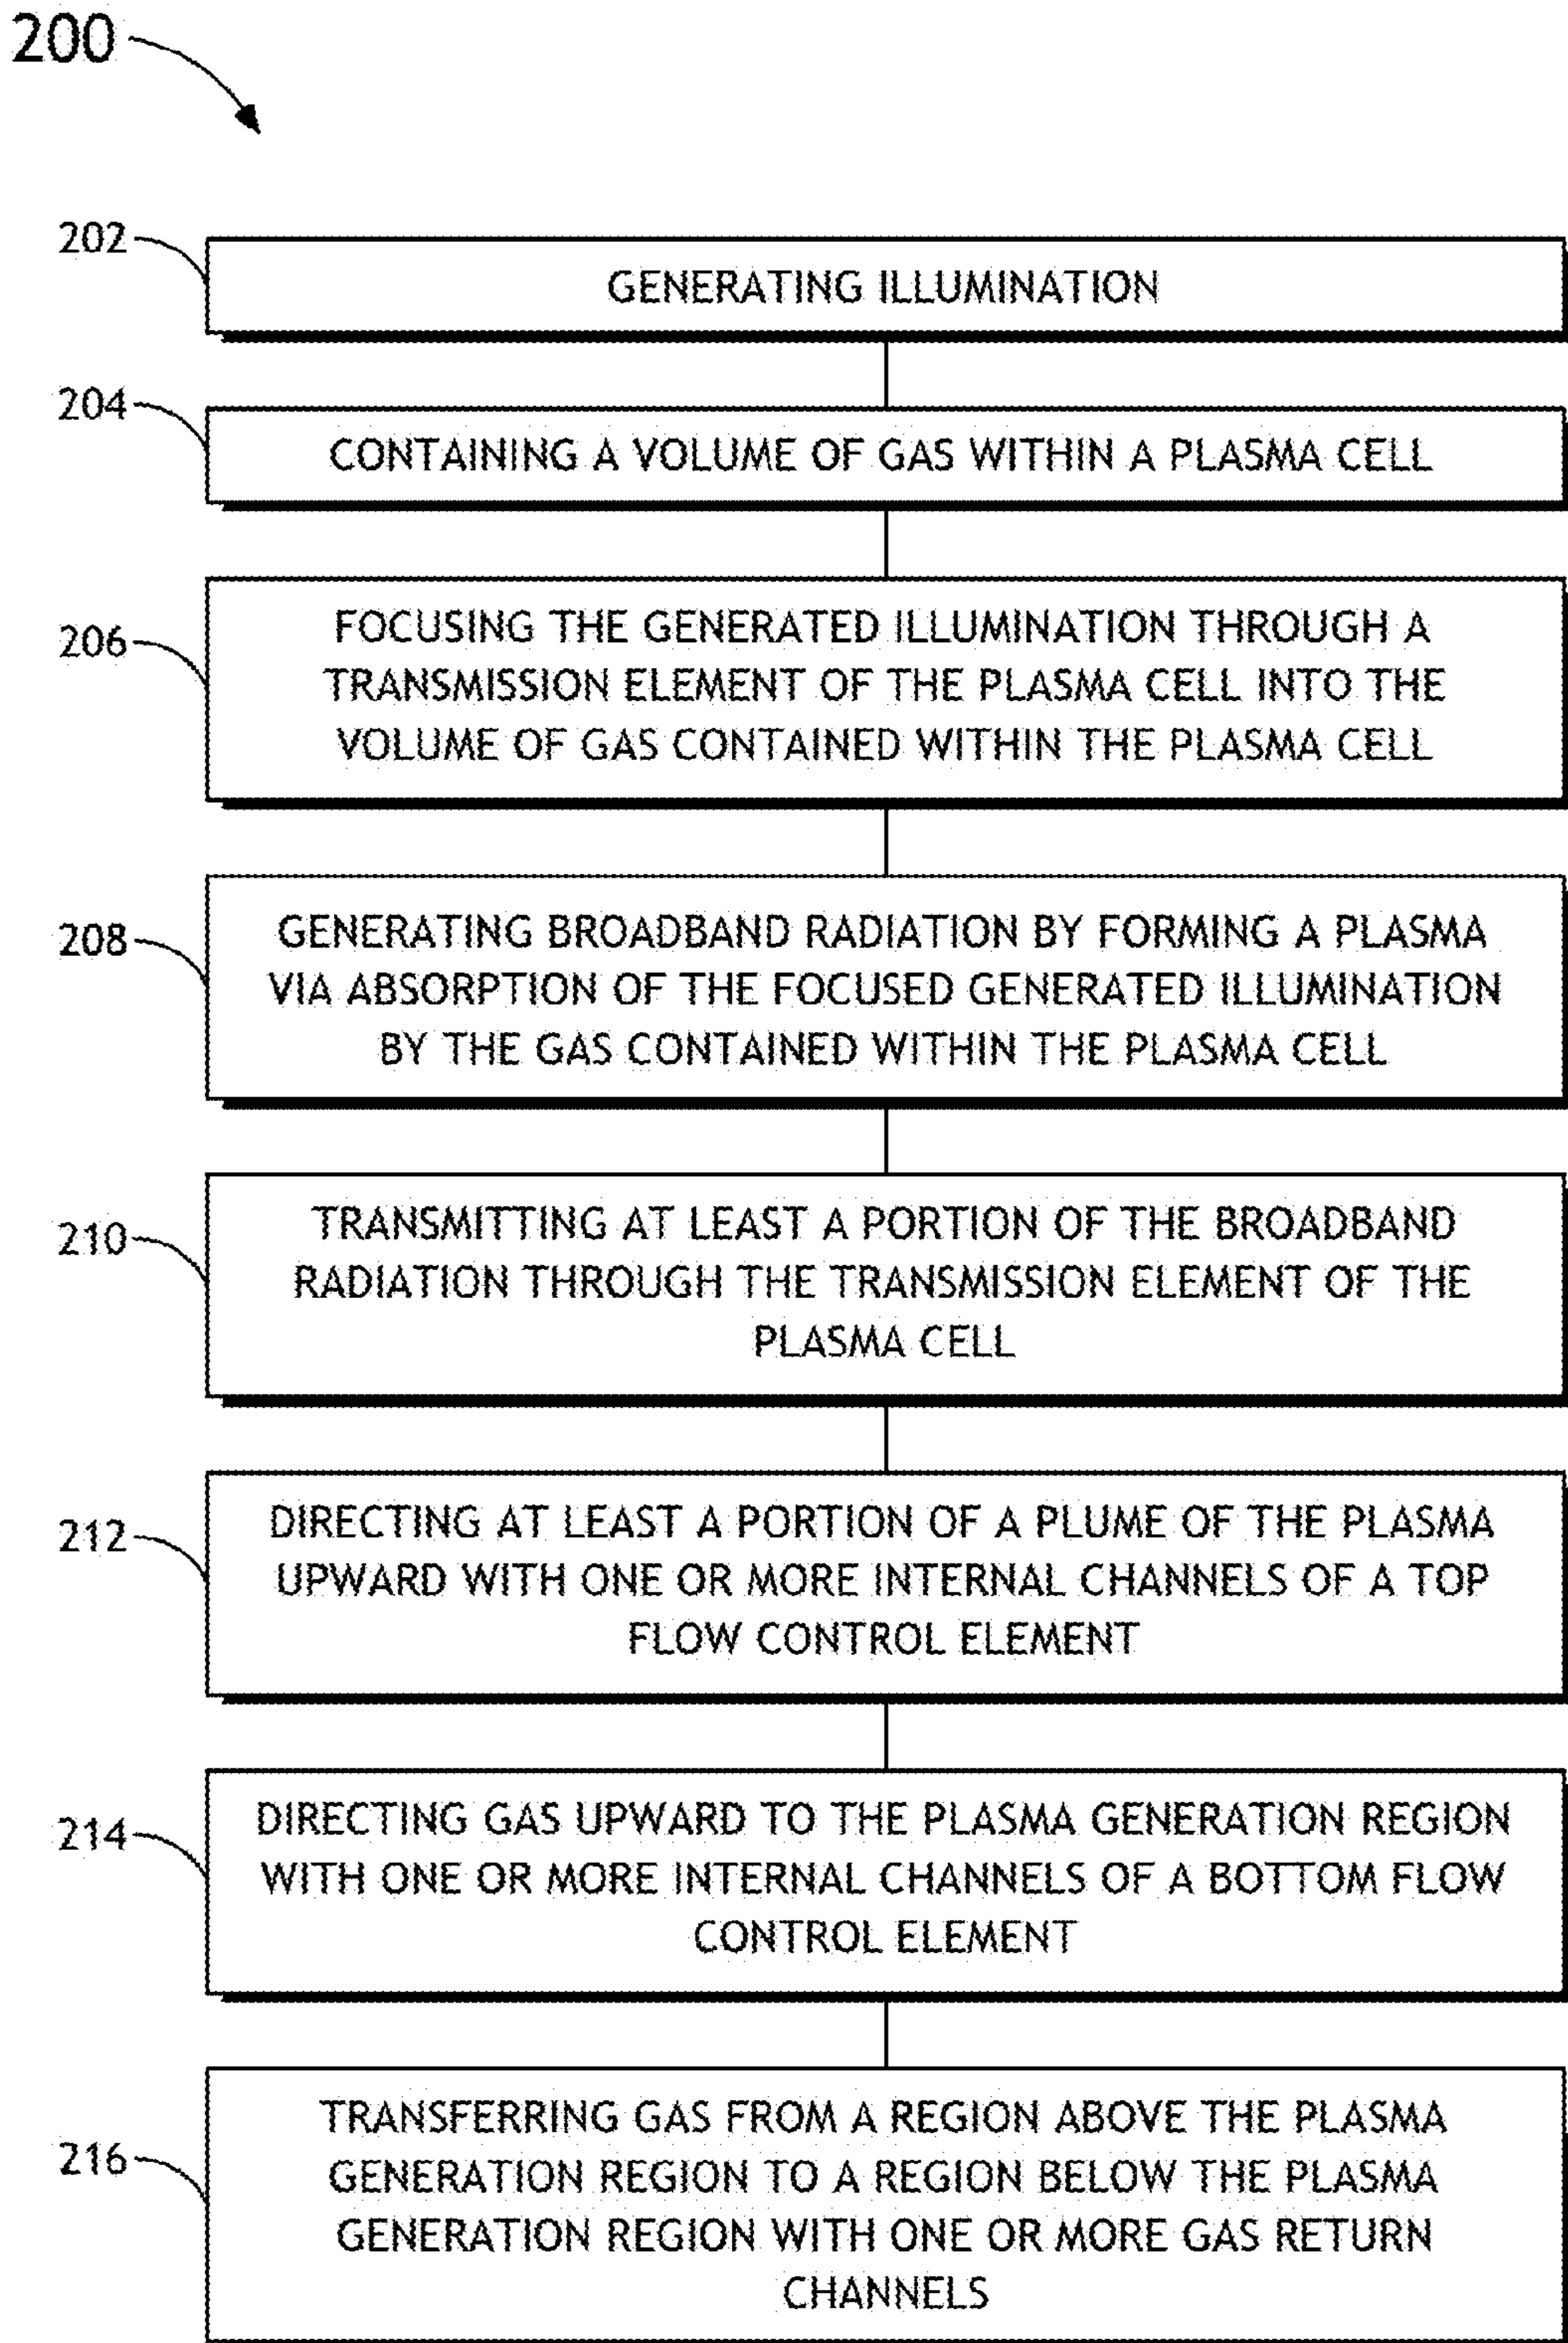 200
202
GENERATING ILLUMINATION
204
CONTAINING A VOLUME OF GAS WITHIN A PLASMA CELL
206
FOCUSING THE GENERATED ILLUMINATION THROUGH A
TRANSMISSION ELEMENT OF THE PLASMA CELL INTO THE
VOLUME OF GAS CONTAINED WITHIN THE PLASMA CELL
208
GENERATING BROADBAND RADIATION BY FORMING A PLASMA
VIA ABSORPTION OF THE FOCUSED GENERATED ILLUMINATION
BY THE GAS CONTAINED WITHIN THE PLASMA CELL
210
TRANSMITTING AT LEAST A PORTION OF THE BROADBAND
RADIATION THROUGH THE TRANSMISSION ELEMENT OF THE
PLASMA CELL
212
DIRECTING AT LEAST A PORTION OF A PLUME OF THE PLASMA
UPWARD WITH ONE OR MORE INTERNAL CHANNELS OF A TOP
FLOW CONTROL ELEMENT
214
DIRECTING GAS UPWARD TO THE PLASMA GENERATION REGION
WITH ONE OR MORE INTERNAL CHANNELS OF A BOTTOM FLOW
CONTROL ELEMENT
216
TRANSFERRING GAS FROM A REGION ABOVE THE PLASMA
GENERATION REGION TO A REGION BELOW THE PLASMA
GENERATION REGION WITH ONE OR MORE GAS RETURN
CHANNELS